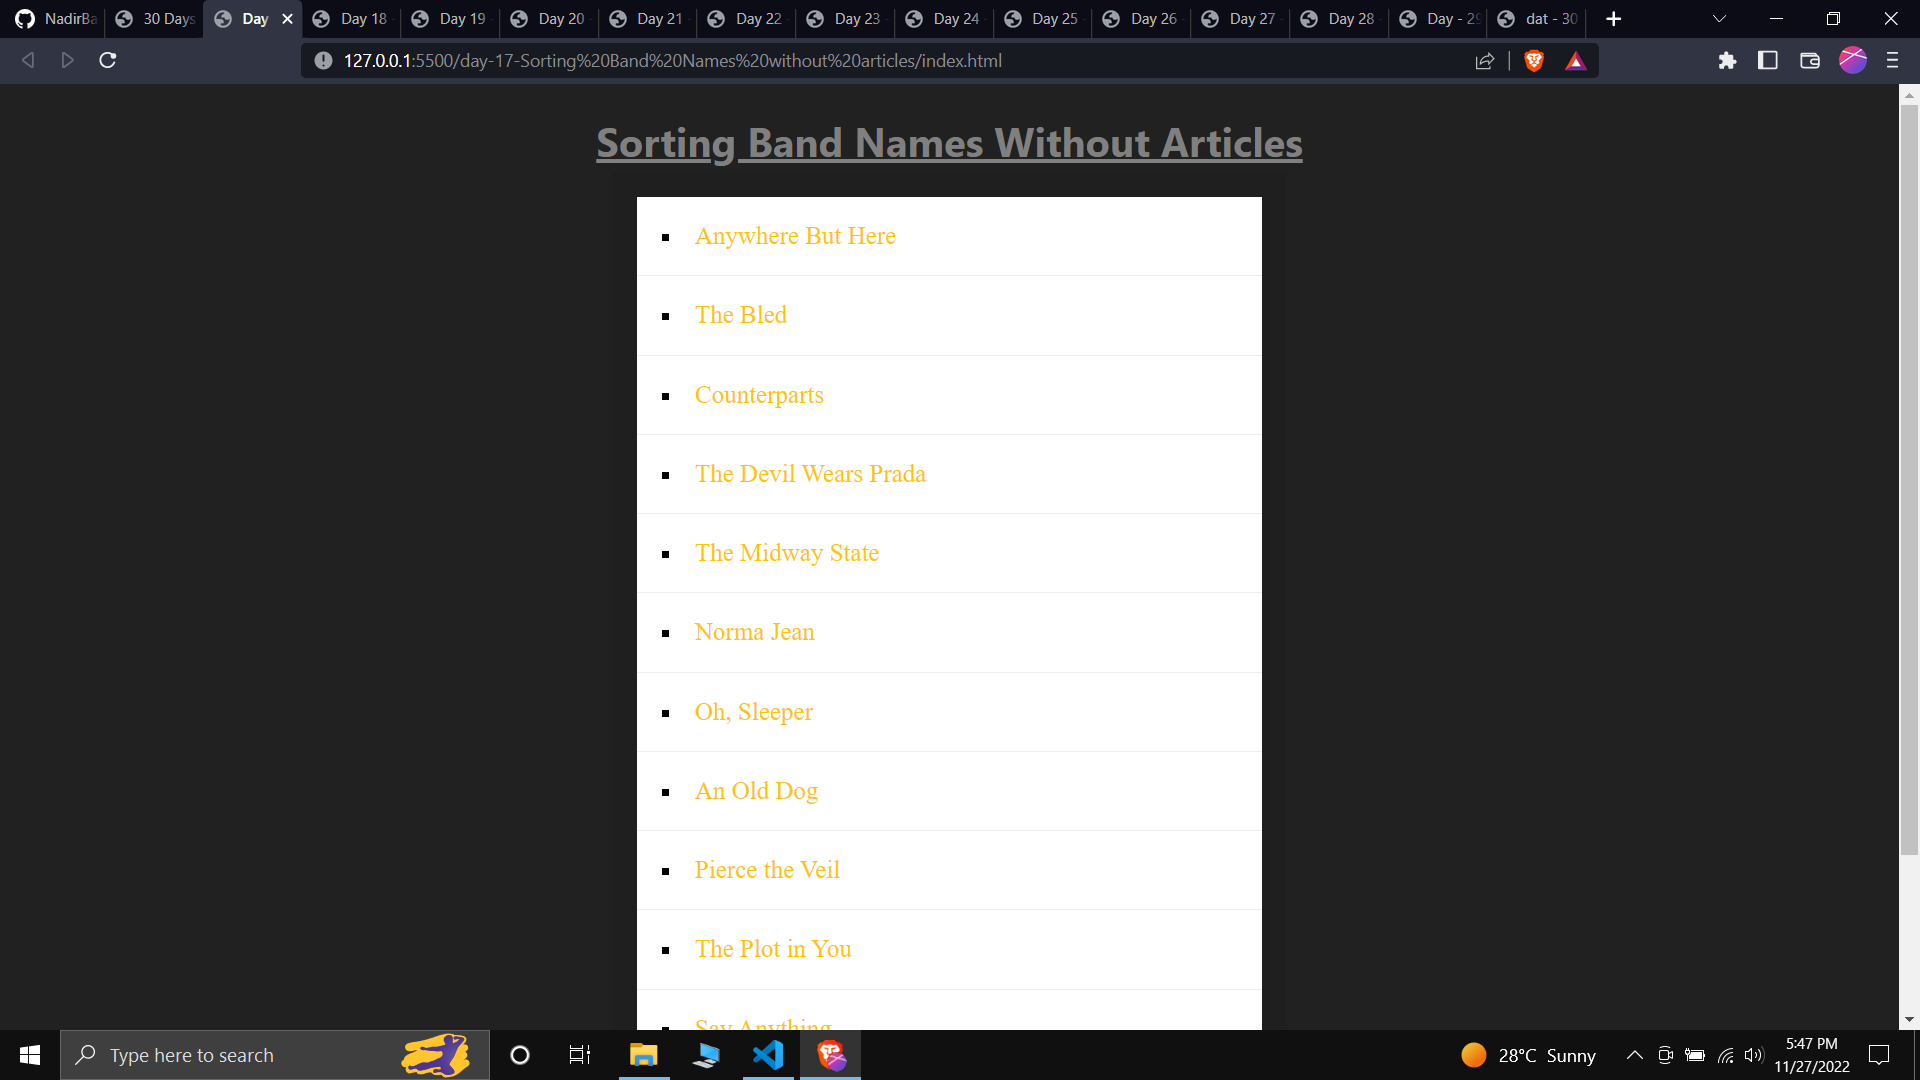 NadirBa
30 Days
Day
Day 18
Day 19
Day 20
Day 21
Day 22
Day 23
Day 24
Day 25
Day 26
Day 27
Day 28
Day - 29
dat - 30
127.0.0.1:5500/day-17-Sorting%20Band%20Names%20without%20articles/index.html
Sorting Band Names Without Articles
Anywhere But Here
The Bled
Counterparts
The Devil Wears Prada
The Midway State
Norma Jean
Oh, Sleeper
An Old Dog
Pierce the Veil
The Plot in You
Say Anything
Type here to search
28°C Sunny
5:47 PM
11/27/2022